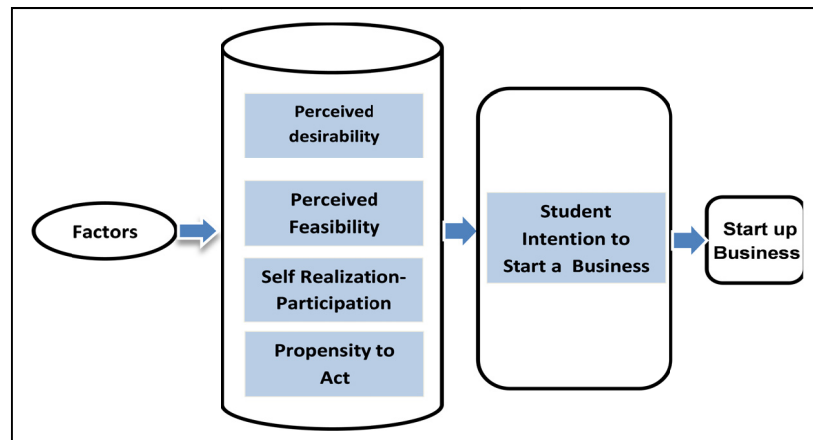 Factors
Perceived
desirability
Perceived
Feasibility
Self Realization-
Participation
Propensity to
Act
Student
Intention to
Start a Business
Start up
Business